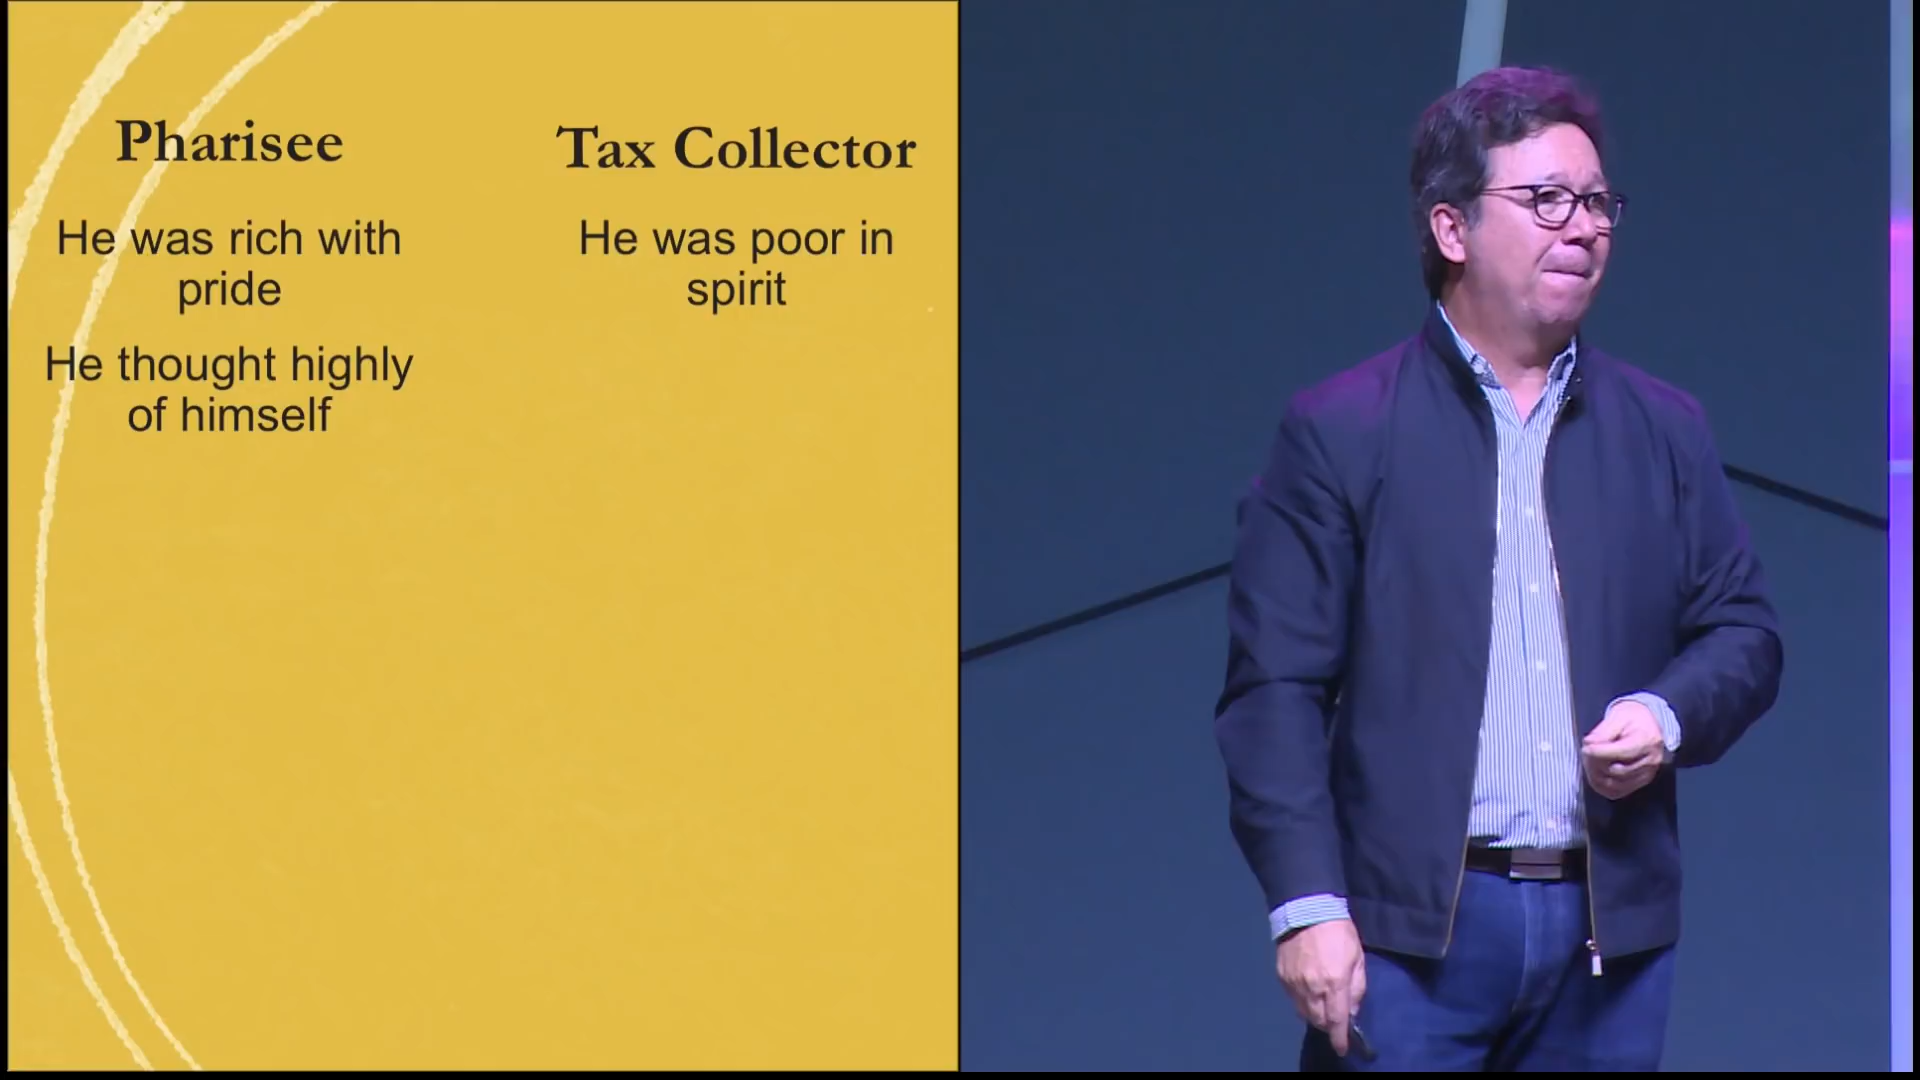 Pharisee
He was rich with
pride
He thought highly
of himself
Tax Collector
He was poor in
spirit